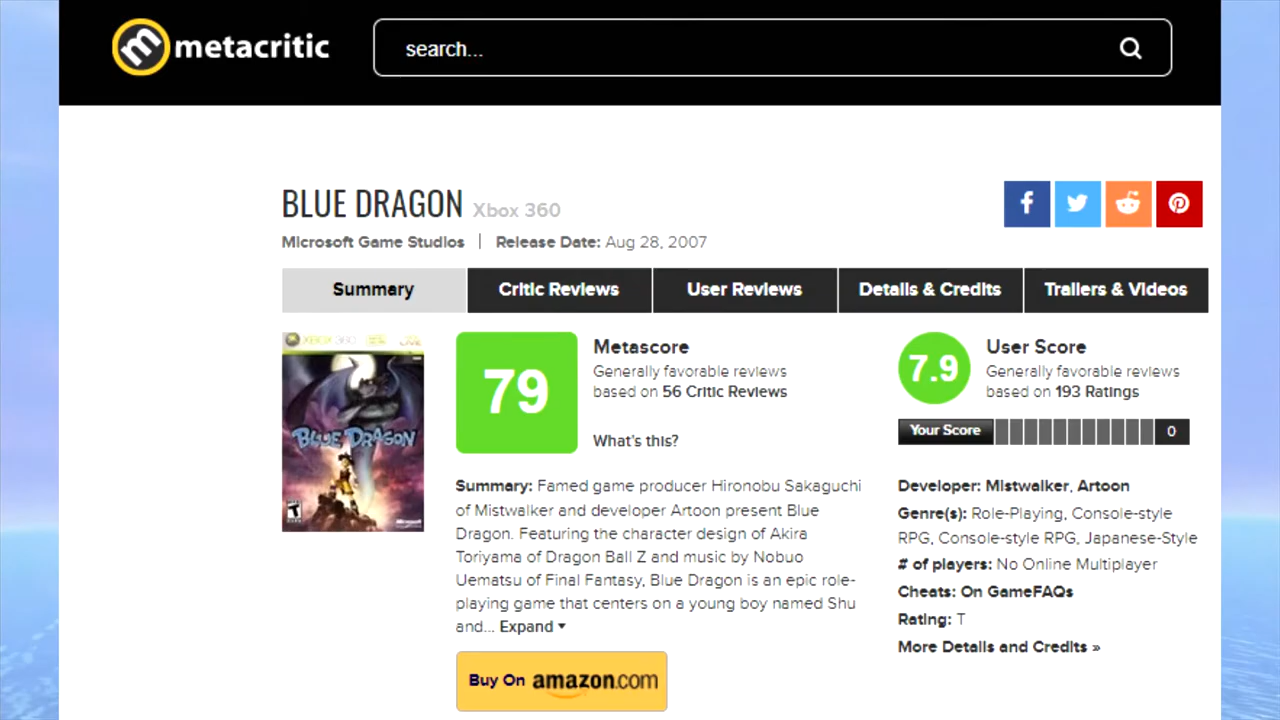 metacritic
search...
BLUE DRAGON Xbox 360
Microsoft Game Studios | Release Date: Aug 28, 2007
Summary Critic Reviews User Reviews Details & Credits Trailers & Videos
XBOX 360 LIVE
BLUE DRAGON
T
Microsoft
79
Metascore
Generally favorable reviews
based on 56 Critic Reviews
What's this?
7.9
User Score
Generally favorable reviews
based on 193 Ratings
Your Score 0
Summary: Famed game producer Hironobu Sakaguchi
of Mistwalker and developer Artoon present Blue
Dragon. Featuring the character design of Akira
Toriyama of Dragon Ball Z and music by Nobuo
Uematsu of Final Fantasy, Blue Dragon is an epic role-
playing game that centers on a young boy named Shu
and... Expand
Buy On amazon.com
Developer: Mistwalker, Artoon
Genre(s): Role-Playing, Console-style
RPG, Console-style RPG, Japanese-Style
# of players: No Online Multiplayer
Cheats: On GameFAQs
Rating: T
More Details and Credits »